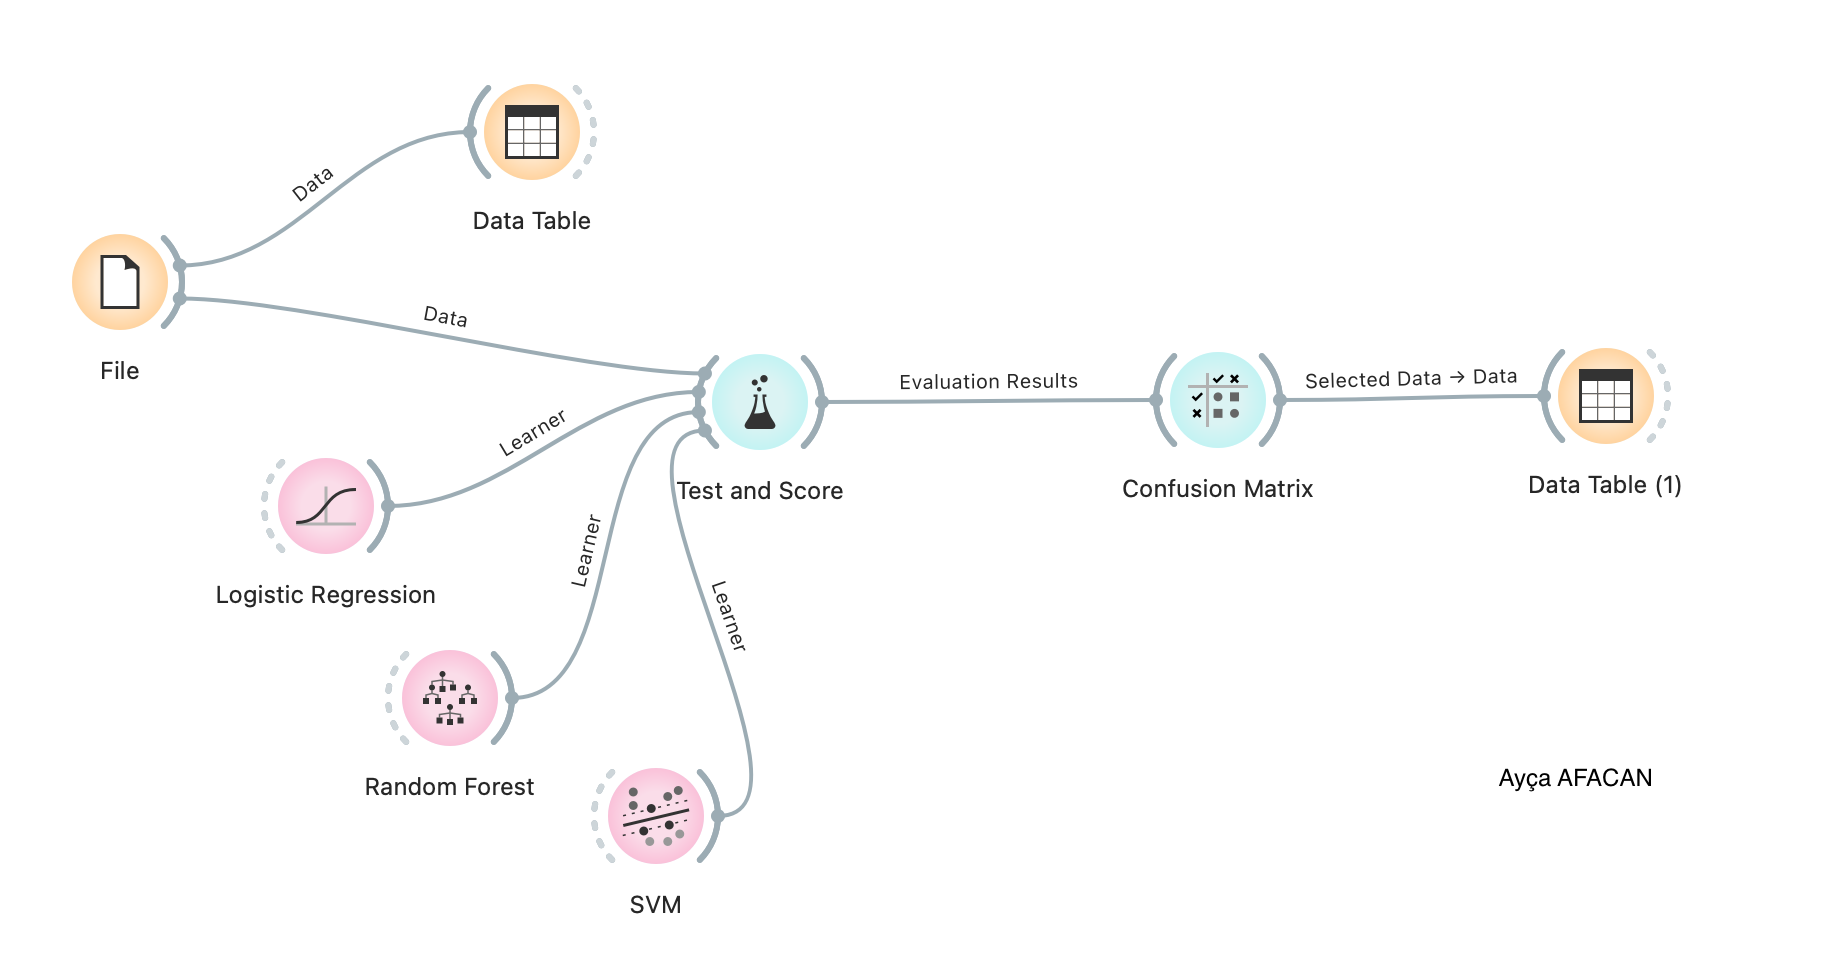 Data
Data Table
File
Data
Learner
Learner
Learner
Test and Score
Evaluation Results
Confusion Matrix
Selected Data → Data
Data Table (1)
Logistic Regression
Random Forest
SVM
Ayça AFACAN